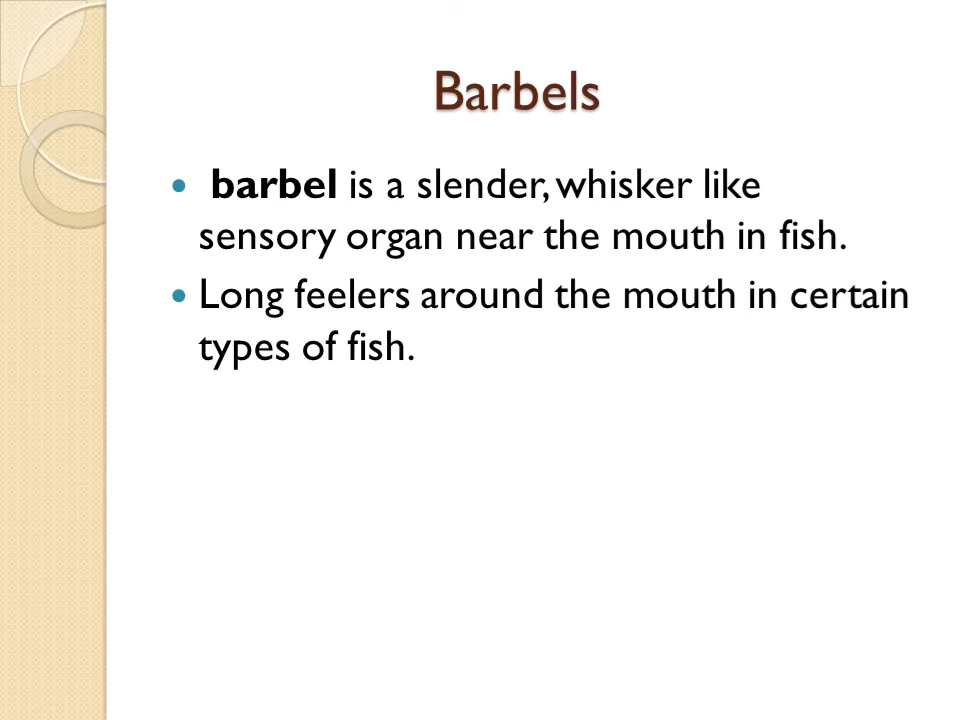 Barbels
• barbel is a slender, whisker like
sensory organ near the mouth in fish.
• Long feelers around the mouth in certain
types of fish.